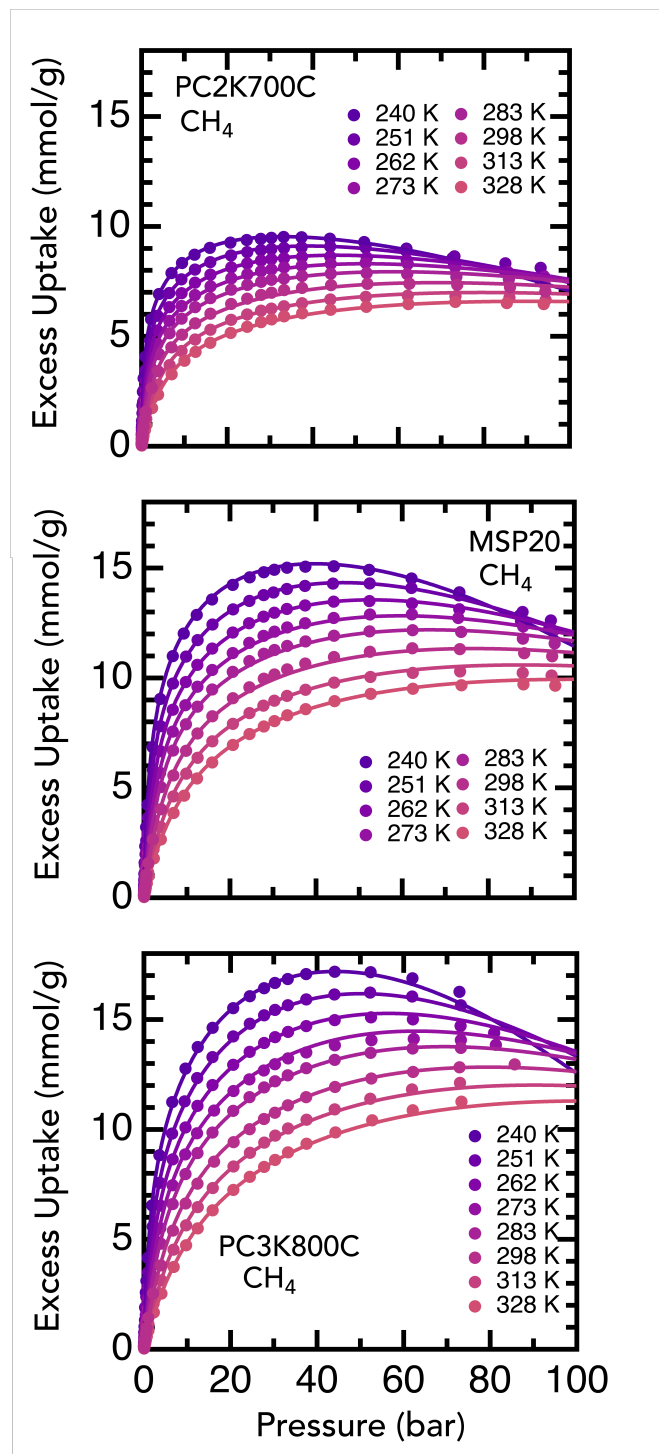 PC2K700C
CH4
240 K 283 K
251 K 298 K
262 K 313 K
273 K 328 K
Excess Uptake (mmol/g)
15
10
5
0
MSP20
CH4
240 K 283 K
251 K 298 K
262 K 313 K
273 K 328 K
Excess Uptake (mmol/g)
15
10
5
0
240 K
251 K
262 K
273 K
283 K
298 K
313 K
328 K
PC3K800C
CH4
Excess Uptake (mmol/g)
15
10
5
0
0 20 40 60 80 100
Pressure (bar)